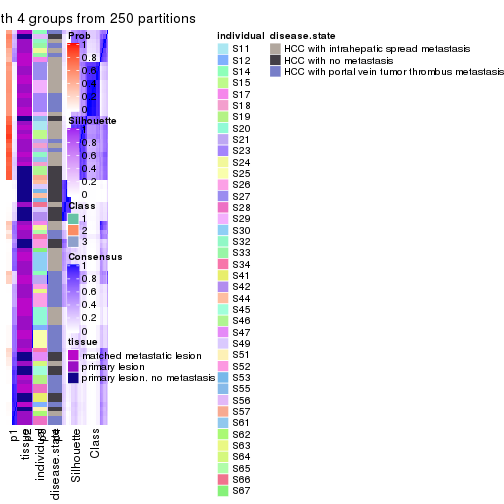 th 4 groups from 250 partitions
Prob
1
0.8
0.6
0.4
0.2
0
Silhouette
1
0.8
0.6
0.4
0.2
0
Class
1
2
3
Consensus
1
0.8
0.6
0.4
0.2
0
tissue
matched metastatic lesion
primary lesion
primary lesion. no metastasis
individual
S11
S12
S14
S15
S17
S18
S19
S20
S21
S23
S24
S25
S26
S27
S28
S29
S30
S32
S33
S34
S41
S42
S44
S45
S46
S47
S49
S51
S52
S53
S55
S56
S57
S61
S62
S63
S64
S65
S66
S67
disease.state
HCC with intrahepatic spread metastasis
HCC with no metastasis
HCC with portal vein tumor thrombus metastasis
p1
tissue
individual
disease.state
Silhouette
Class